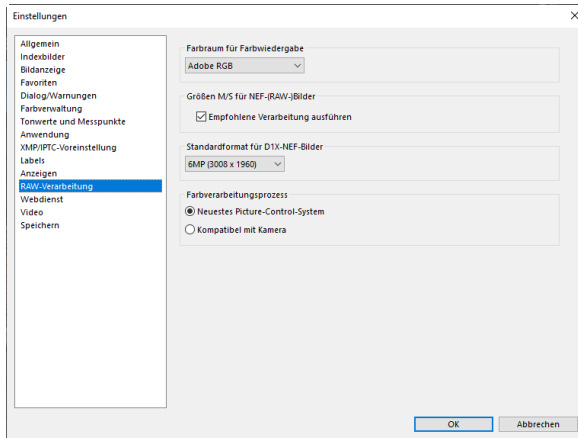 Einstellungen
Allgemein
Indexbilder
Bildanzeige
Favoriten
Dialog/Warnungen
Farbverwaltung
Tonwerte und Messpunkte
Anwendung
XMP/IPTC-Voreinstellung
Labels
Anzeigen
RAW-Verarbeitung
Webdienst
Video
Speichern
Farbraum für Farbwiedergabe
Adobe RGB
Größen M/S für NEF-(RAW-)Bilder
Empfohlene Verarbeitung ausführen
Standardformat für D1X-NEF-Bilder
6MP (3008 x 1960)
Farbverarbeitungsprozess
Neuestes Picture-Control-System
Kompatibel mit Kamera
OK
Abbrechen